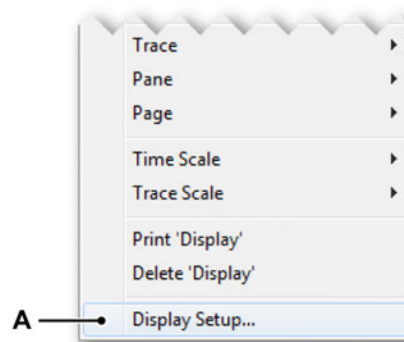 Trace
Pane
Page
Time Scale
Trace Scale
Print 'Display'
Delete 'Display'
A
Display Setup...